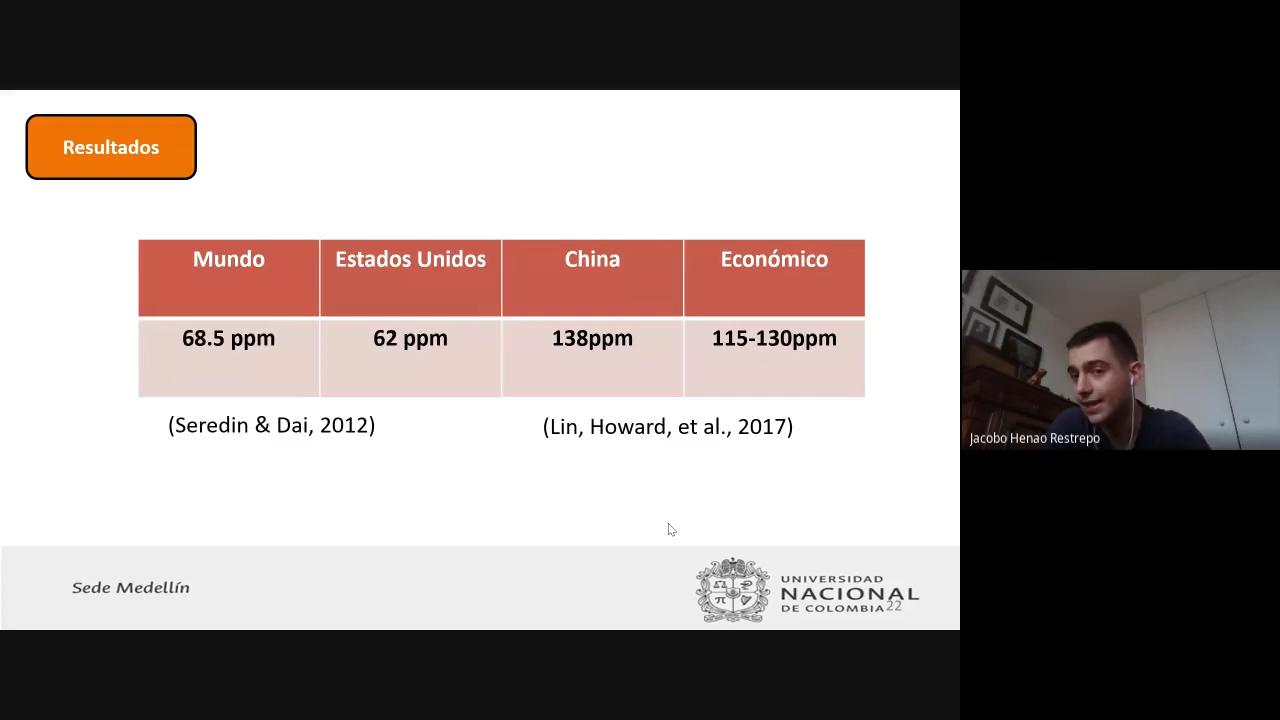 Resultados
Mundo Estados Unidos China Económico
68.5 ppm 62 ppm 138ppm 115-130ppm
(Seredin & Dai, 2012) (Lin, Howard, et al., 2017)
Jacobo Henao Restrepo
Sede Medellín
UNIVERSIDAD
NACIONAL
DE COLOMBIA
22